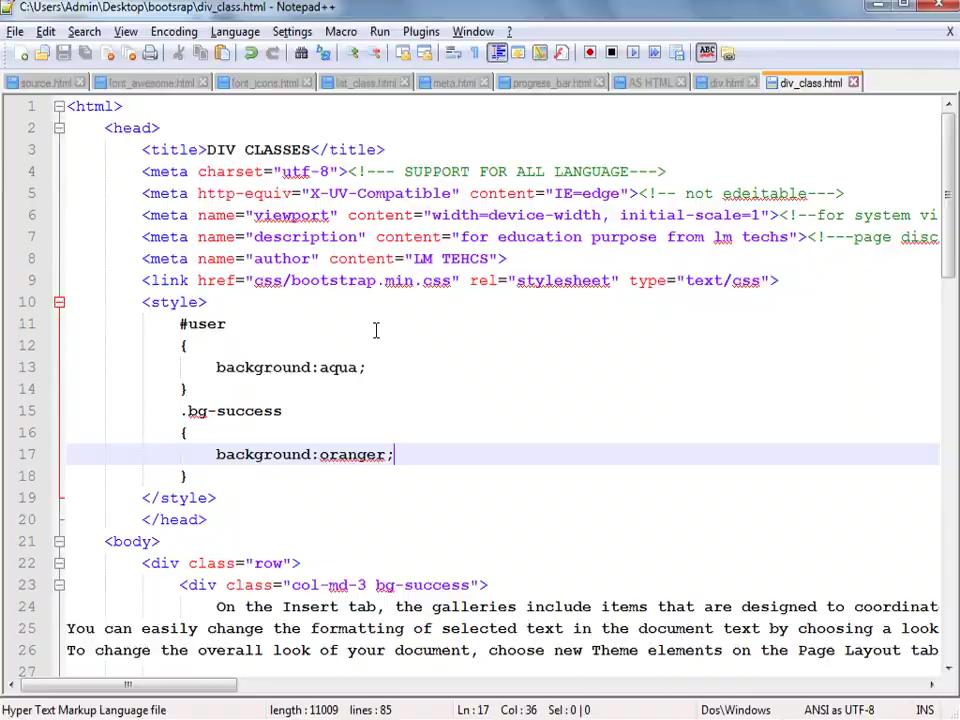 C:\Users\Admin\Desktop\bootsrap\div_class.html - Notepad++
File Edit Search View Encoding Language Settings Macro Run Plugins Window ? X
source.html font_awesome.html font_icons.html list_class.html meta.html progress_bar.html AS HTML div.html div_class.html
1 <html>
2 <head>
3 <title>DIV CLASSES</title>
4 <meta charset="utf-8"><!--- SUPPORT FOR ALL LANGUAGE--->
5 <meta http-equiv="X-UV-Compatible" content="IE=edge"><!-- not edeitable--->
6 <meta name="viewport" content="width=device-width, initial-scale=1"><!--for system vi
7 <meta name="description" content="for education purpose from lm techs"><!---page disc
8 <meta name="author" content="LM TEHCS">
9 <link href="css/bootstrap.min.css" rel="stylesheet" type="text/css">
10 <style>
11 #user
12 {
13 background:aqua;
14 }
15 .bg-success
16 {
17 background:oranger;
18 }
19 </style>
20 </head>
21 <body>
22 <div class="row">
23 <div class="col-md-3 bg-success">
24 On the Insert tab, the galleries include items that are designed to coordinat
25 You can easily change the formatting of selected text in the document text by choosing a look
26 To change the overall look of your document, choose new Theme elements on the Page Layout tab
27
Hyper Text Markup Language file length : 11009 lines : 85 Ln : 17 Col : 36 Sel : 0 | 0 Dos\Windows ANSI as UTF-8 INS